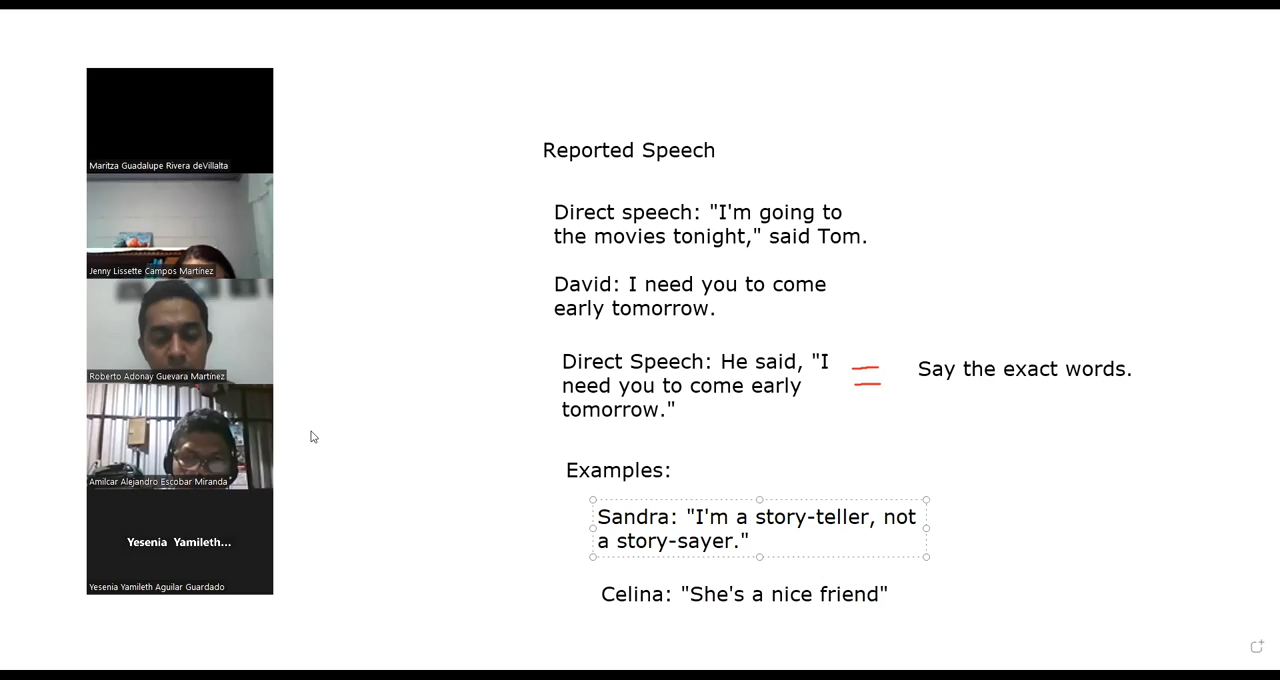 Maritza Guadalupe Rivera deVillalta
Jenny Lissette Campos Martínez
Roberto Adonay Guevara Martínez
Amilcar Alejandro Escobar Miranda
Yesenia Yamileth...
Yesenia Yamileth Aguilar Guardado
Reported Speech
Direct speech: "I'm going to
the movies tonight," said Tom.
David: I need you to come
early tomorrow.
Direct Speech: He said, "I
need you to come early
tomorrow."
Say the exact words.
Examples:
Sandra: "I'm a story-teller, not
a story-sayer."
Celina: "She's a nice friend"